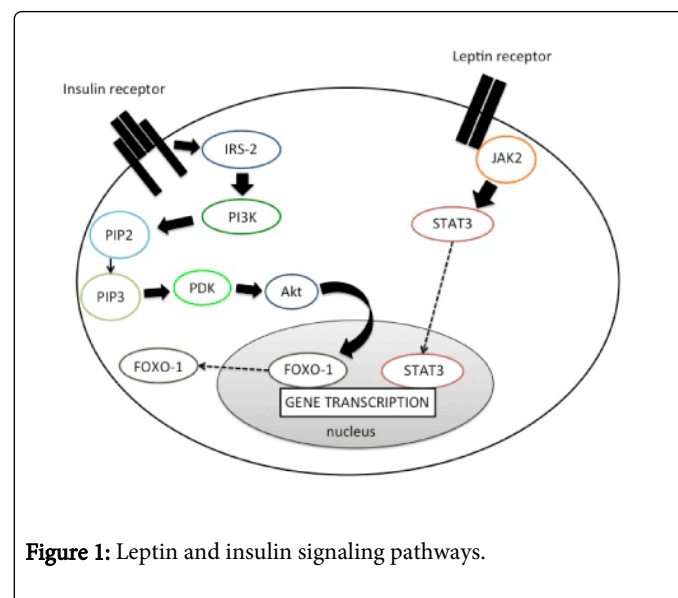 Leptin receptor
Insulin receptor
IRS-2
JAK2
PI3K
STAT3
PIP2
PIP3
PDK
Akt
FOXO-1
FOXO-1
STAT3
GENE TRANSCRIPTION
nucleus
Figure 1: Leptin and insulin signaling pathways.